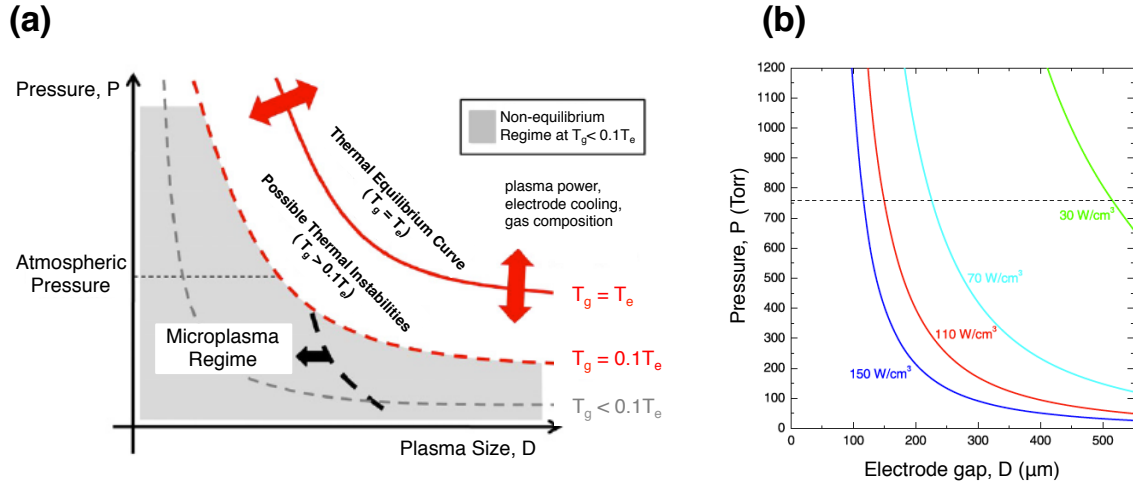 (a)
Pressure, P
Atmospheric
Pressure
Microplasma
Regime
Thermal Equilibrium Curve
( T_g = T_e )
Possible Thermal Instabilities
( T_g > 0.1T_e )
Non-equilibrium
Regime at T_g < 0.1T_e
plasma power,
electrode cooling,
gas composition
T_g = T_e
T_g = 0.1T_e
T_g < 0.1T_e
Plasma Size, D
(b)
Pressure, P (Torr)
1200
1100
1000
900
800
700
600
500
400
300
200
100
0
30 W/cm³
70 W/cm³
110 W/cm³
150 W/cm³
0 100 200 300 400 500
Electrode gap, D (μm)